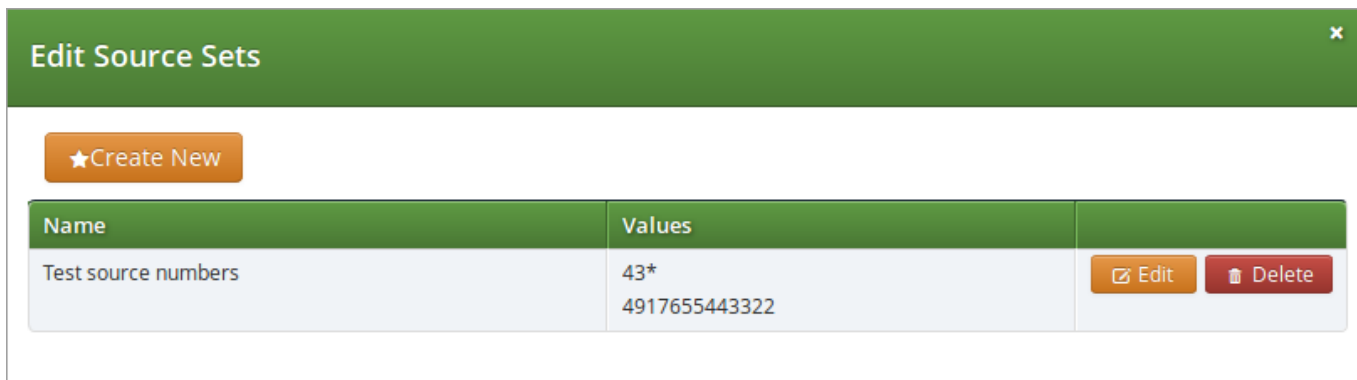 Edit Source Sets
×
★Create New
Name Values
Test source numbers 43* Edit Delete
4917655443322